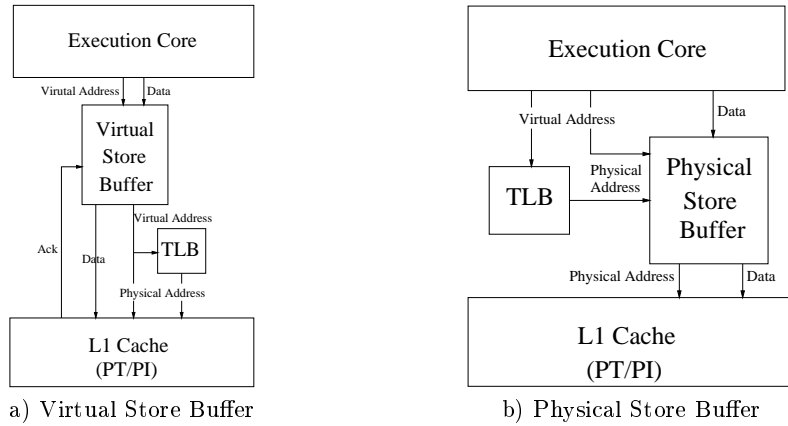 Execution Core
Virutal Address
Data
Virtual
Store
Buffer
Virtual Address
TLB
Ack
Data
Physical Address
L1 Cache
(PT/PI)
a) Virtual Store Buffer
Execution Core
Virtual Address
Data
Physical
Address
TLB
Physical
Store
Buffer
Physical Address
Data
L1 Cache
(PT/PI)
b) Physical Store Buffer